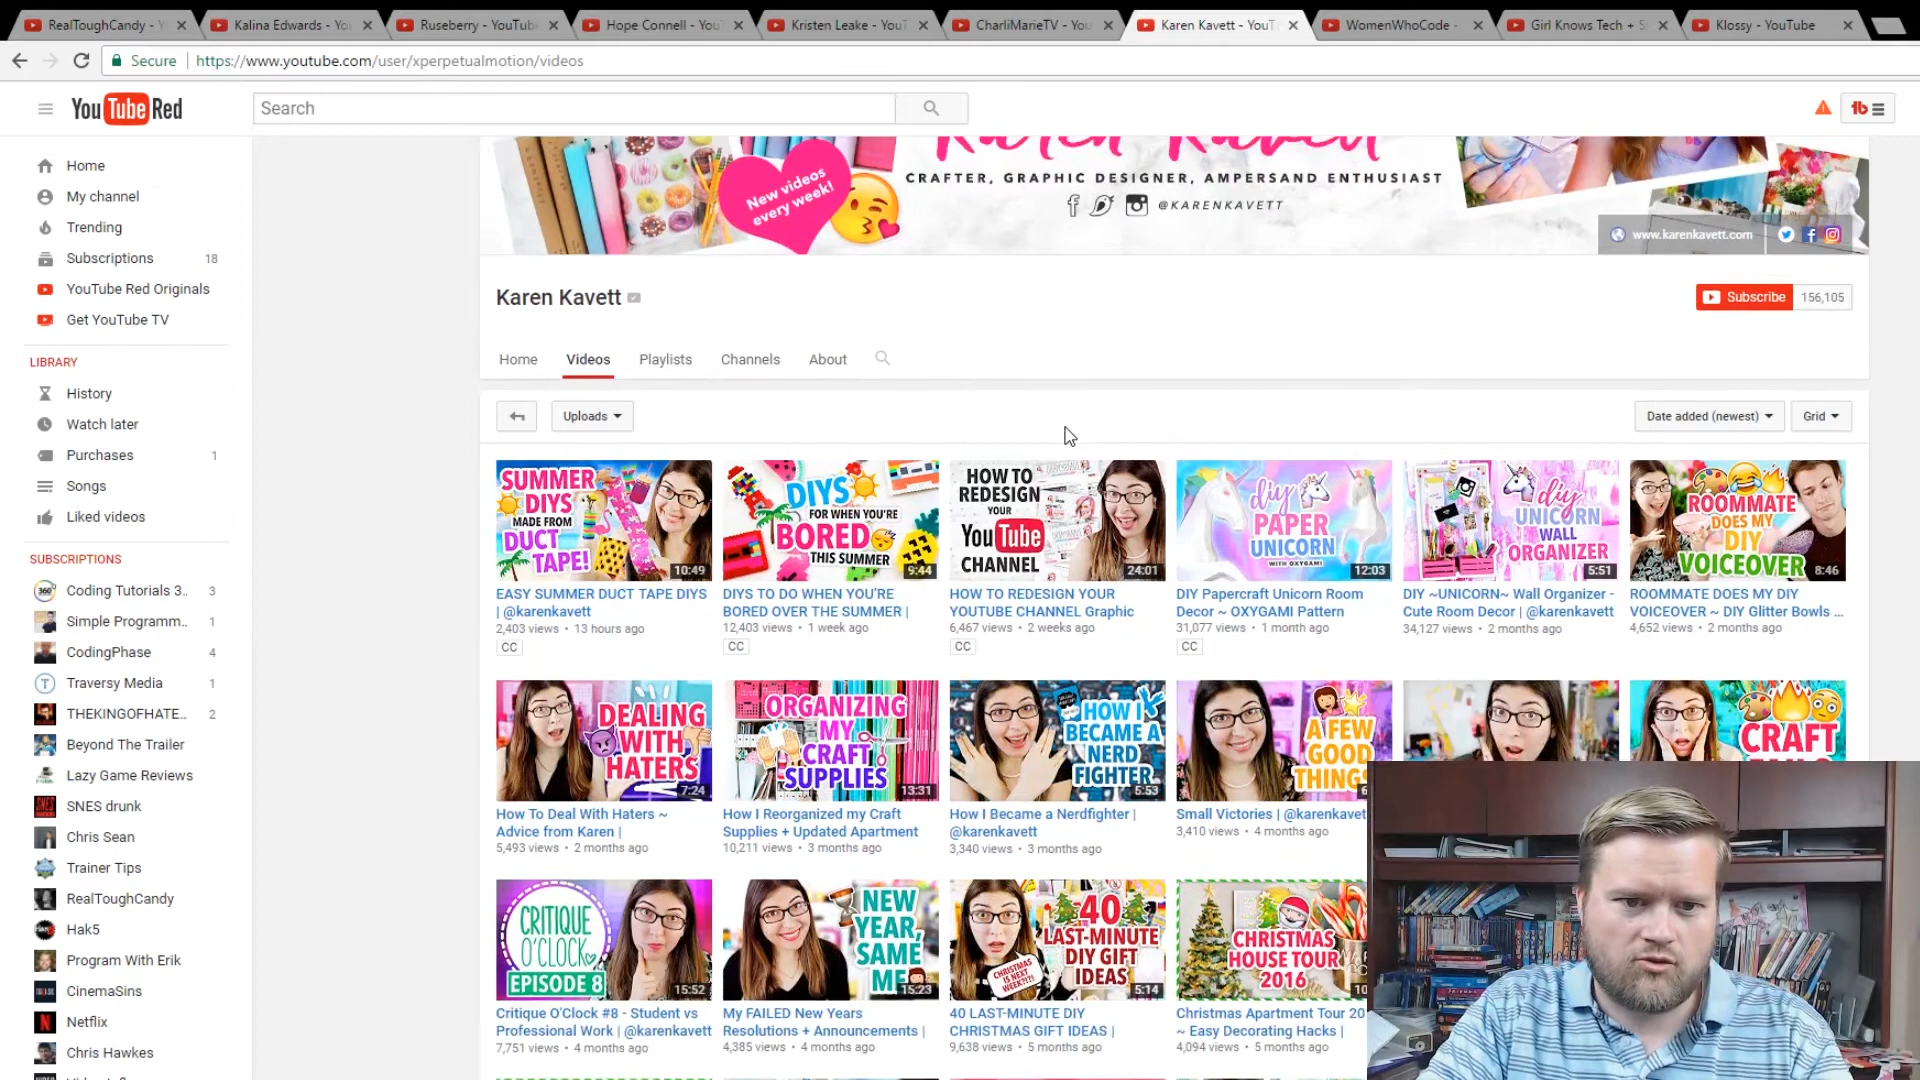 RealToughCandy - Y
Kalina Edwards - Yo
Ruseberry - YouTube
Hope Connell - You
Kristen Leake - You
CharliMarieTV - You
Karen Kavett - YouT
WomenWhoCode -
Girl Knows Tech + S
Klossy - YouTube
Secure
https://www.youtube.com/user/xperpetualmotion/videos
YouTube Red
Search
Home
My channel
Trending
Subscriptions 18
YouTube Red Originals
Get YouTube TV
LIBRARY
History
Watch later
Purchases 1
Songs
Liked videos
SUBSCRIPTIONS
Coding Tutorials 3.. 3
Simple Programm.. 1
CodingPhase 4
Traversy Media 1
THEKINGOFHATE.. 2
Beyond The Trailer
Lazy Game Reviews
SNES drunk
Chris Sean
Trainer Tips
RealToughCandy
Hak5
Program With Erik
CinemaSins
Netflix
Chris Hawkes
New videos
every week!
Karen Kavett
CRAFTER, GRAPHIC DESIGNER, AMPERSAND ENTHUSIAST
@KARENKAVETT
www.karenkavett.com
Karen Kavett
Subscribe 156,105
Home Videos Playlists Channels About
Uploads
Date added (newest) Grid
SUMMER
DIYS
MADE FROM
DUCT
TAPE!
10:49
EASY SUMMER DUCT TAPE DIYS
| @karenkavett
2,403 views • 13 hours ago
CC
DIYS
FOR WHEN YOU'RE
BORED
THIS SUMMER
9:44
DIYS TO DO WHEN YOU'RE
BORED OVER THE SUMMER |
12,403 views • 1 week ago
CC
HOW TO
REDESIGN
YOUR
YouTube
CHANNEL
24:01
HOW TO REDESIGN YOUR
YOUTUBE CHANNEL Graphic
6,467 views • 2 weeks ago
CC
diy
PAPER
UNICORN
WITH OXYGAMI
12:03
DIY Papercraft Unicorn Room
Decor ~ OXYGAMI Pattern
31,077 views • 1 month ago
CC
diy
UNICORN
WALL
ORGANIZER
5:51
DIY ~UNICORN~ Wall Organizer -
Cute Room Decor | @karenkavett
34,127 views • 2 months ago
ROOMMATE
DOES MY
DIY
VOICEOVER
8:46
ROOMMATE DOES MY DIY
VOICEOVER ~ DIY Glitter Bowls ...
4,652 views • 2 months ago
DEALING
WITH
HATERS
7:24
How To Deal With Haters ~
Advice from Karen |
5,493 views • 2 months ago
ORGANIZING
MY
CRAFT
SUPPLIES
13:31
How I Reorganized my Craft
Supplies + Updated Apartment
10,211 views • 3 months ago
HOW I
BECAME A
NERD
FIGHTER
5:53
How I Became a Nerdfighter |
@karenkavett
3,340 views • 3 months ago
A FEW
GOOD
THINGS
Small Victories | @karenkavet
3,410 views • 4 months ago
CRAFT
CRITIQUE
O'CLOCK
EPISODE 8
15:52
Critique O'Clock #8 - Student vs
Professional Work | @karenkavett
7,751 views • 4 months ago
NEW
YEAR,
SAME
ME
15:23
My FAILED New Years
Resolutions + Announcements |
4,385 views • 4 months ago
40
LAST-MINUTE
DIY GIFT
IDEAS
CHRISTMAS
IS NEXT
WEEK?!?!
5:14
40 LAST-MINUTE DIY
CHRISTMAS GIFT IDEAS |
9,638 views • 5 months ago
CHRISTMAS
HOUSE TOUR
2016
10
Christmas Apartment Tour 20
~ Easy Decorating Hacks |
4,094 views • 5 months ago